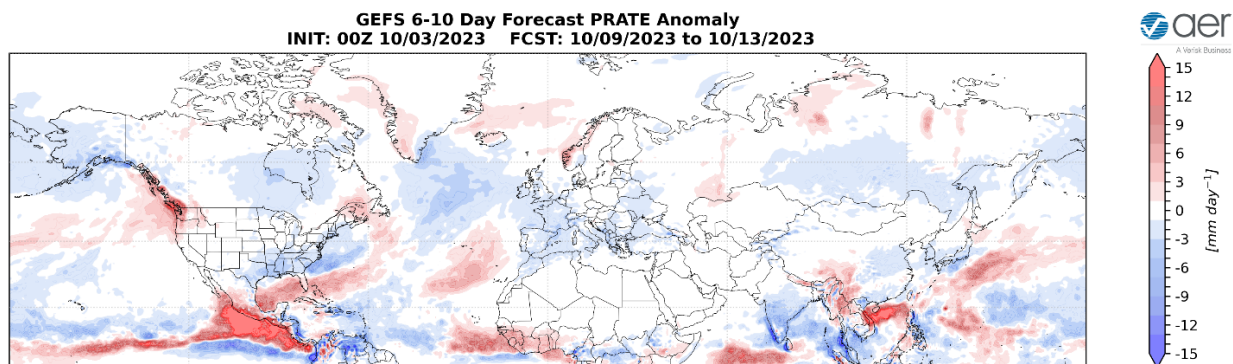 GEFS 6-10 Day Forecast PRATE Anomaly
INIT: 00Z 10/03/2023 FCST: 10/09/2023 to 10/13/2023
aer
A Verisk Business
15
12
9
6
3
0
-3
-6
-9
-12
-15
[mm day⁻¹]